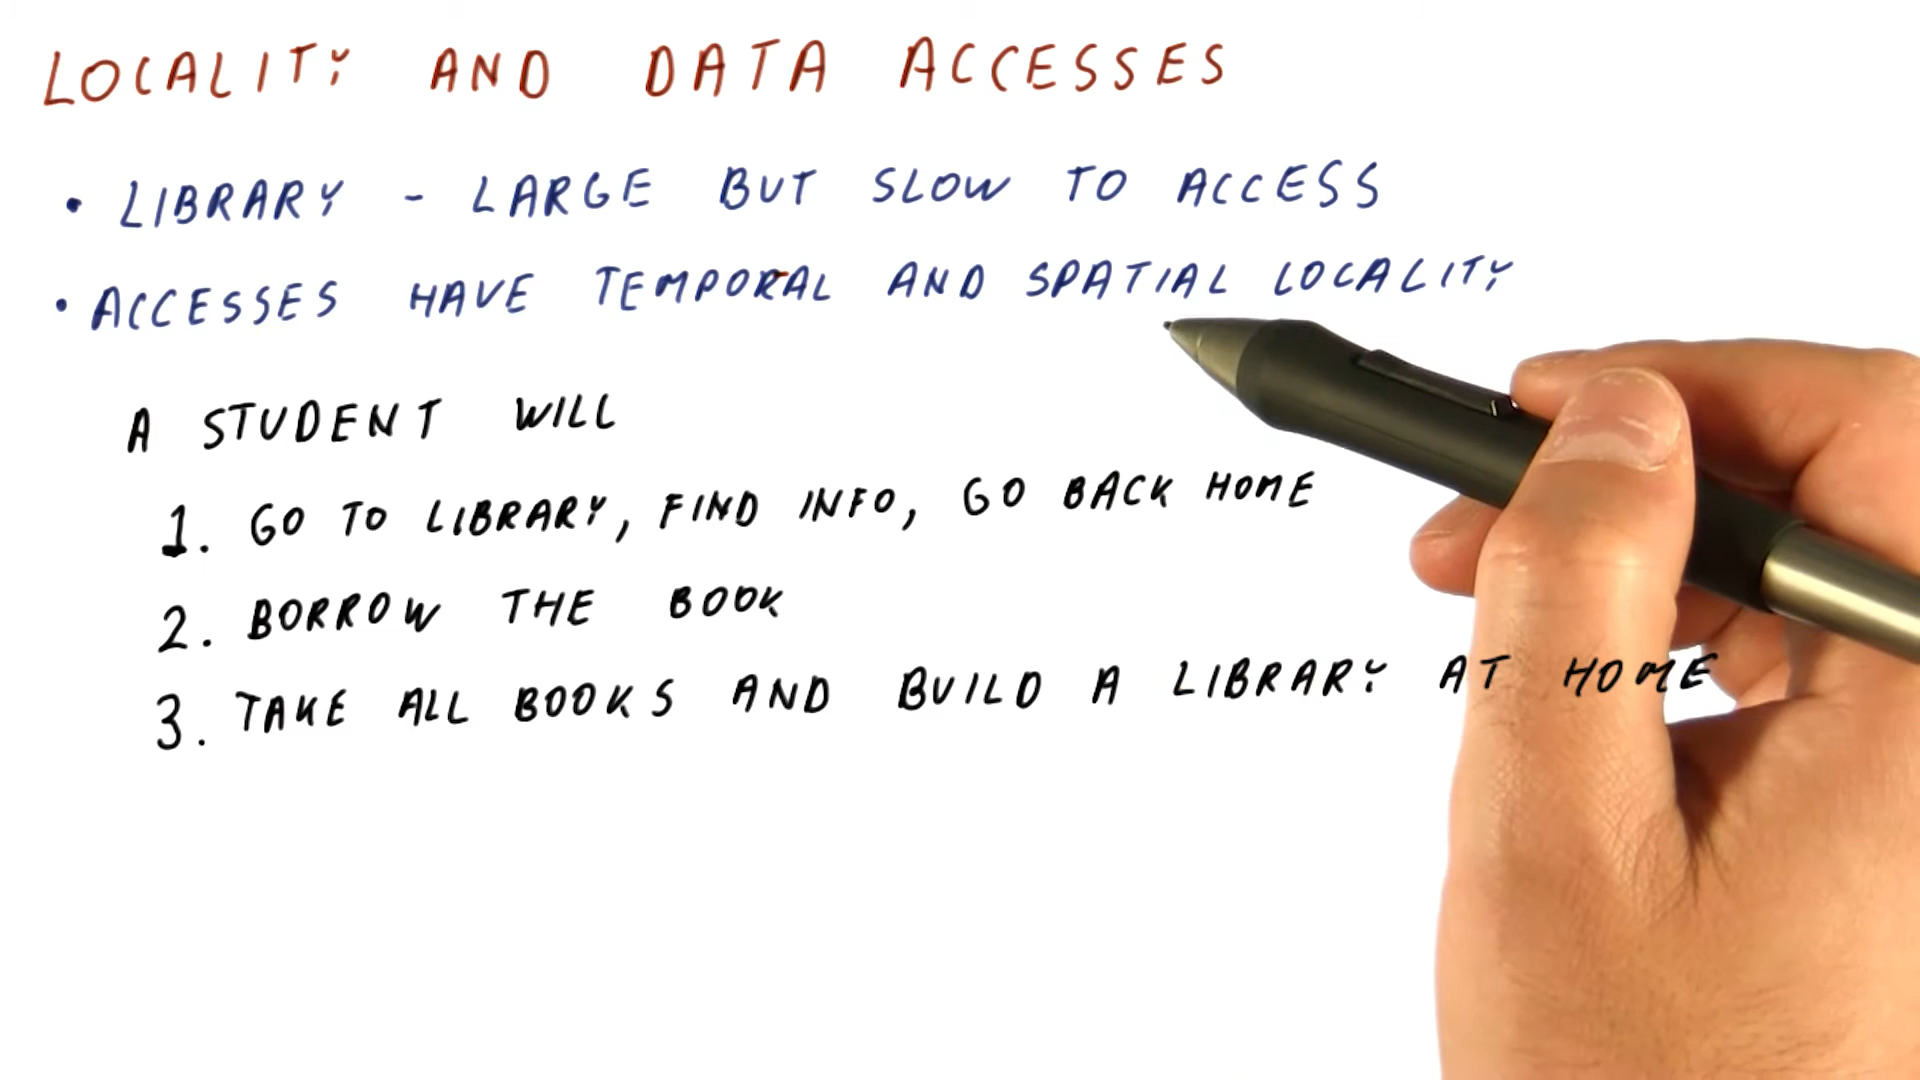 LOCALITY AND DATA ACCESSES
• LIBRARY - LARGE BUT SLOW TO ACCESS
• ACCESSES HAVE TEMPORAL AND SPATIAL LOCALITY
A STUDENT WILL
1. GO TO LIBRARY, FIND INFO, GO BACK HOME
2. BORROW THE BOOK
3. TAKE ALL BOOKS AND BUILD A LIBRARY AT HOME